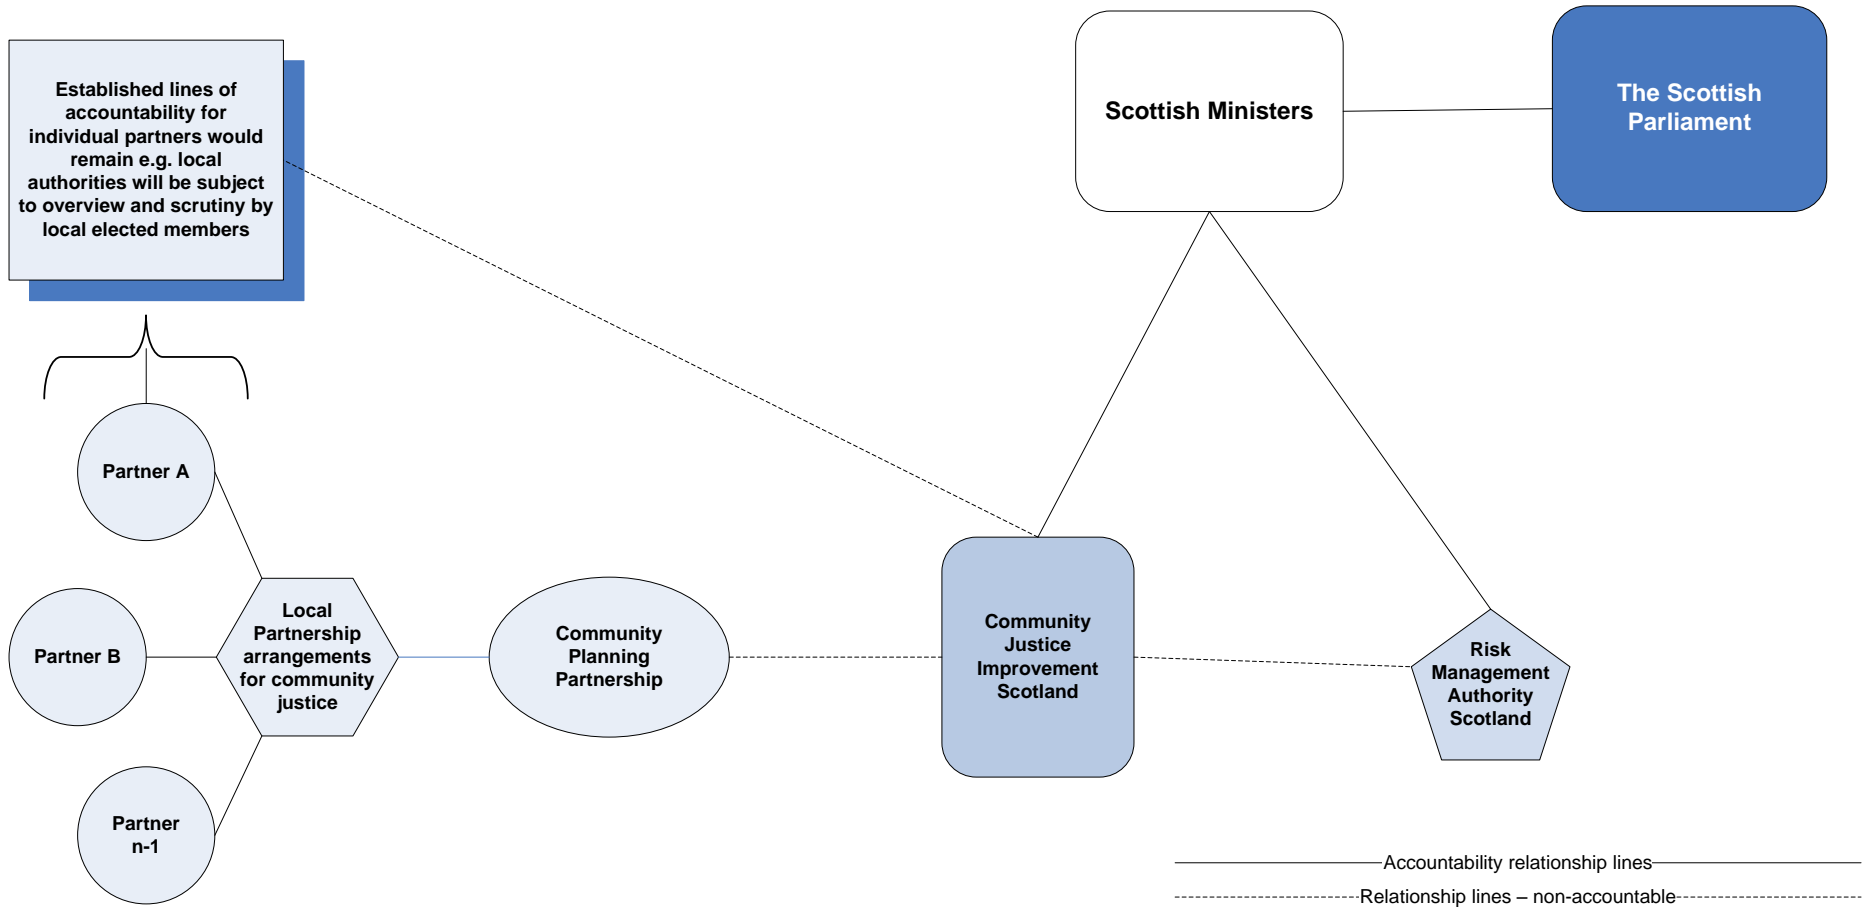 Established lines of
accountability for
individual partners would
remain e.g. local
authorities will be subject
to overview and scrutiny by
local elected members
Scottish Ministers
The Scottish
Parliament
Partner A
Partner B
Partner
n-1
Local
Partnership
arrangements
for community
justice
Community
Planning
Partnership
Community
Justice
Improvement
Scotland
Risk
Management
Authority
Scotland
Accountability relationship lines
Relationship lines – non-accountable